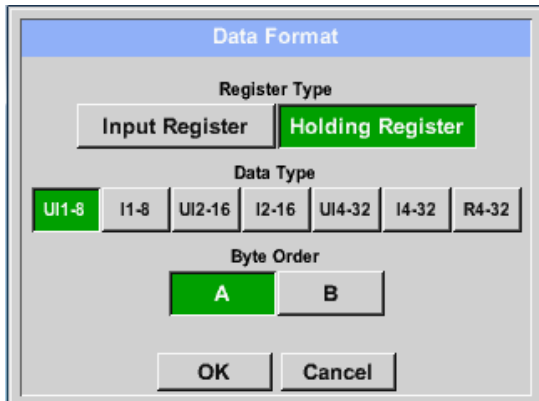 Data Format
Register Type
Input Register Holding Register
Data Type
UI1-8 I1-8 UI2-16 I2-16 UI4-32 I4-32 R4-32
Byte Order
A B
OK Cancel